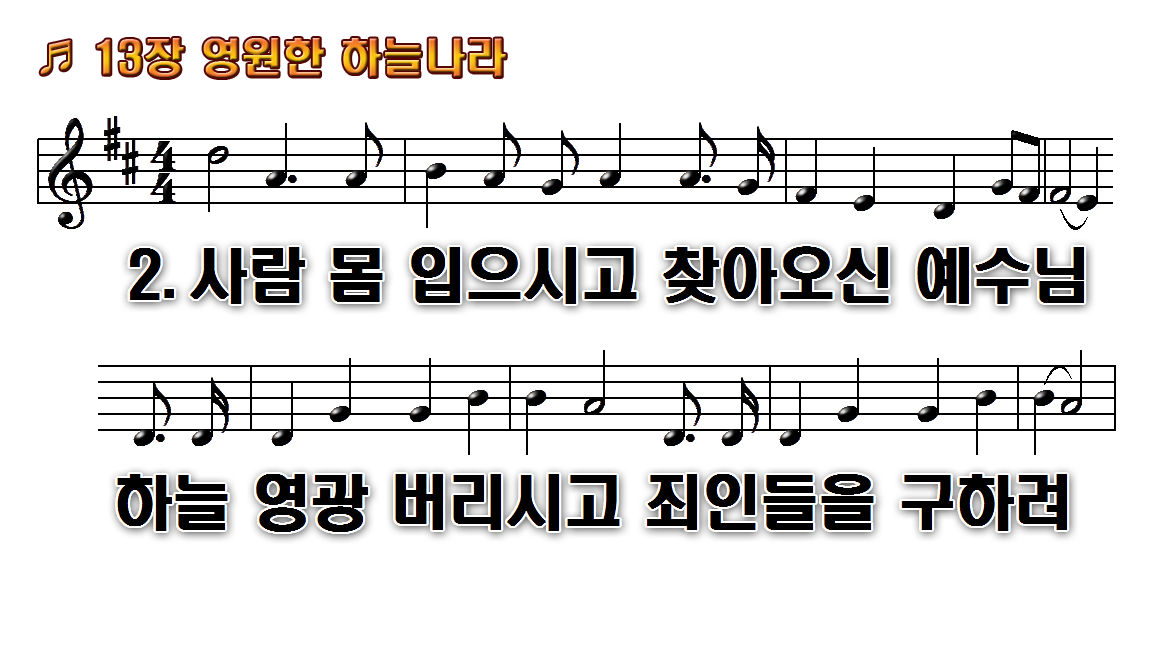 ♬ 13장 영원한 하늘나라
4
4
2. 사람 몸 입으시고 찾아오신 예수님
하늘 영광 버리시고 죄인들을 구하려